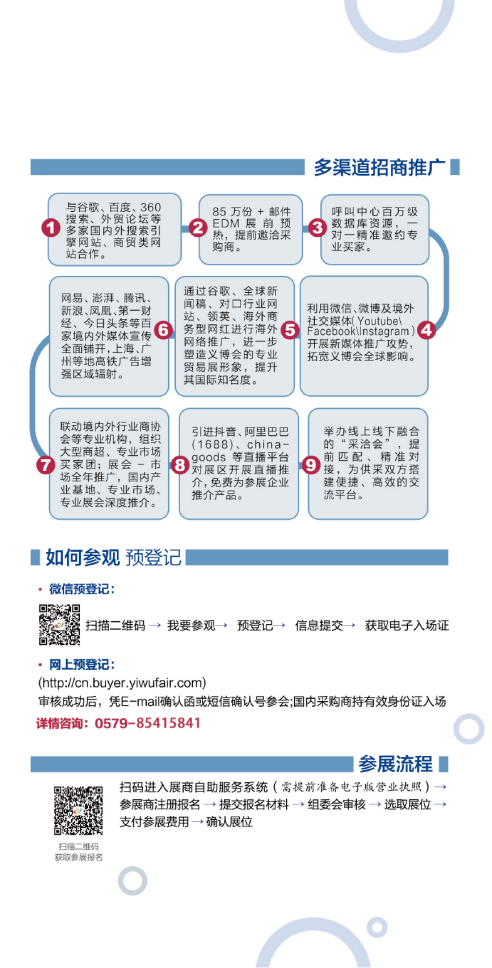 多渠道招商推广
1
与谷歌、百度、360
搜索、外贸论坛等
多家国内外搜索引
擎网站、商贸类网
站合作。
2
85 万份 + 邮件
EDM 展 前 预
热，提前邀洽采
购商。
3
呼叫中心百万级
数据库资源，一
对一精准邀约专
业买家。
4
利用微信、微博及境外
社交媒体(Youtube\
Facebook\Instagram)
开展新媒体推广攻势，
拓宽义博会全球影响。
5
通过谷歌、全球新
闻稿、对口行业网
站、领英、海外商
务型网红进行海外
网络推广，进一步
塑造义博会的专业
贸易展形象，提升
其国际知名度。
6
网易、澎湃、腾讯、
新浪、凤凰、第一财
经、今日头条等百
家境内外媒体宣传
全面铺开，上海、广
州等地高铁广告增
强区域辐射。
7
联动境内外行业商协
会等专业机构，组织
大型商超、专业市场
买家团；展会－市
场全年推广，国内产
业基地、专业市场、
专业展会深度推介。
8
引进抖音、阿里巴巴
(1688)、china-
goods 等直播平台
对展区开展直播推
介，免费为参展企业
推介产品。
9
举办线上线下融合
的“采洽会”，提
前匹配、精准对
接，为供采双方搭
建便捷、高效的交
流平台。
如何参观 预登记
• 微信预登记：
扫描二维码 → 我要参观→ 预登记→ 信息提交→ 获取电子入场证
• 网上预登记：
(http://cn.buyer.yiwufair.com)
审核成功后，凭E-mail确认函或短信确认号参会;国内采购商持有效身份证入场
详情咨询：0579-85415841
参展流程
扫码进入展商自助服务系统（需提前准备电子版营业执照）→
参展商注册报名 → 提交报名材料 → 组委会审核 → 选取展位 →
支付参展费用 → 确认展位
扫描二维码
获取参展报名